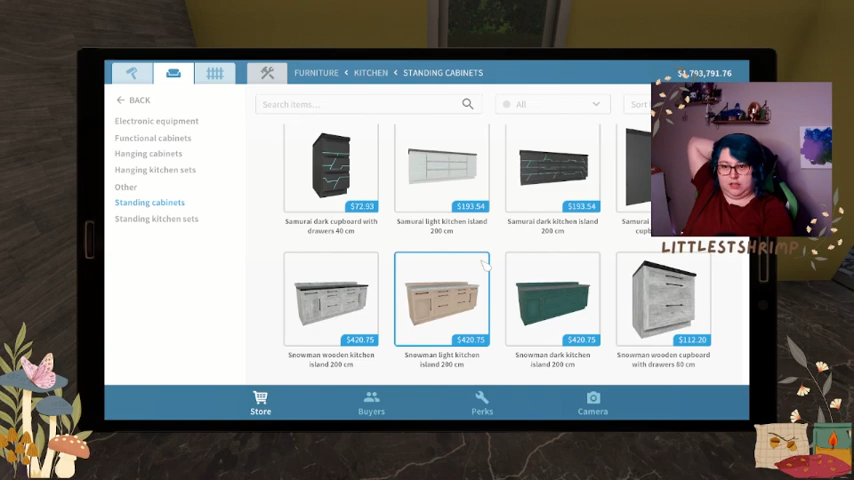 FURNITURE < KITCHEN < STANDING CABINETS
$1,793,791.76
BACK
Search items...
All
Sort
Electronic equipment
Functional cabinets
Hanging cabinets
Hanging kitchen sets
Other
Standing cabinets
Standing kitchen sets
$72.93
$193.54
$193.54
Samurai dark cupboard with
drawers 40 cm
Samurai light kitchen island
200 cm
Samurai dark kitchen island
200 cm
LITTLESTSHRIMP
$420.75
$420.75
$420.75
$112.20
Snowman wooden kitchen
island 200 cm
Snowman light kitchen
island 200 cm
Snowman dark kitchen
island 200 cm
Snowman wooden cupboard
with drawers 80 cm
Store
Buyers
Perks
Camera